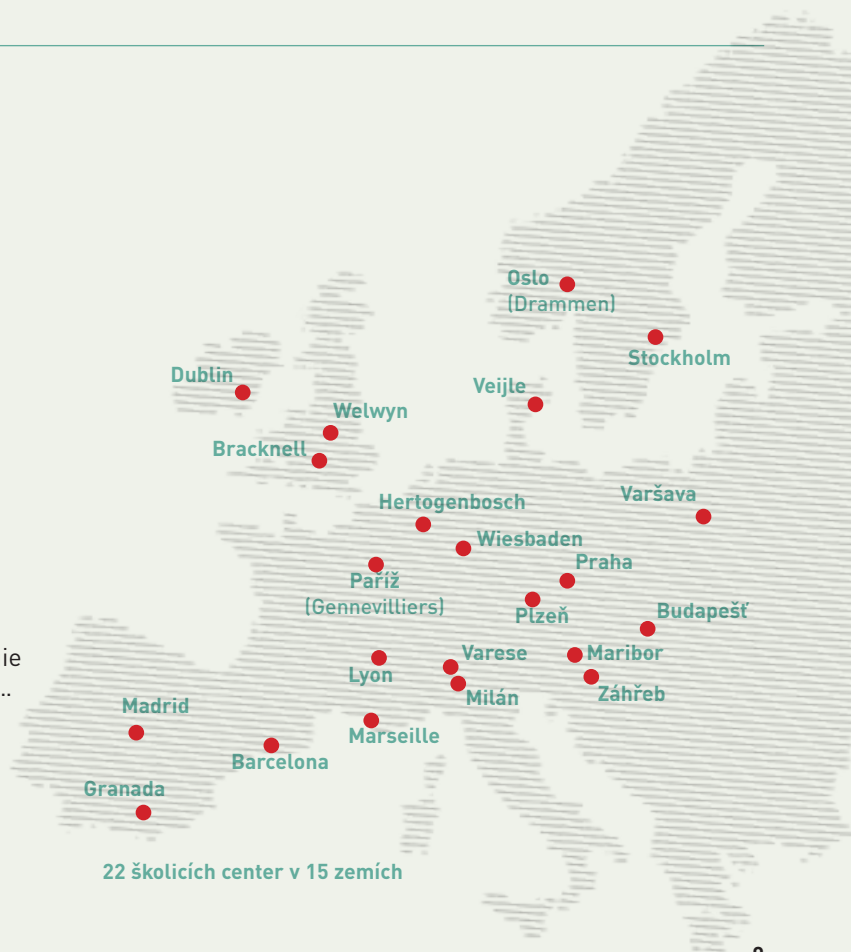 Oslo
(Drammen)
Stockholm
Dublin
Veijle
Welwyn
Bracknell
Varšava
Hertogenbosch
Wiesbaden
Praha
Paříž
(Gennevilliers)
Plzeň
Budapešť
ie
Varese
Maribor
Lyon
..
Milán
Záhřeb
Madrid
Marseille
Barcelona
Granada
22 školicích center v 15 zemích